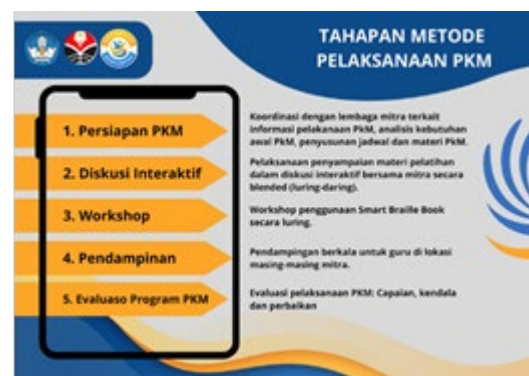 TAHAPAN METODE
PELAKSANAAN PKM
1. Persiapan PKM
Koordinasi dengan lembaga mitra terkait
informasi pelakanaan PkM, analisis kebutuhan
awal PkM, penyusunan jadwal dan materi PkM.
2. Diskusi Interaktif
Pelaksanaan penyampaian materi pelatihan
dalam diskusi interaktif bersama mitra secara
blended (luring-daring).
3. Workshop
Workshop penggunaan Smart Braille Book
secara luring.
4. Pendampinan
Pendampingan berkala untuk guru di lokasi
masing-masing mitra.
5. Evaluaso Program PKM
Evaluasi pelaksanaan PKM: Capaian, kendala
dan perbaikan